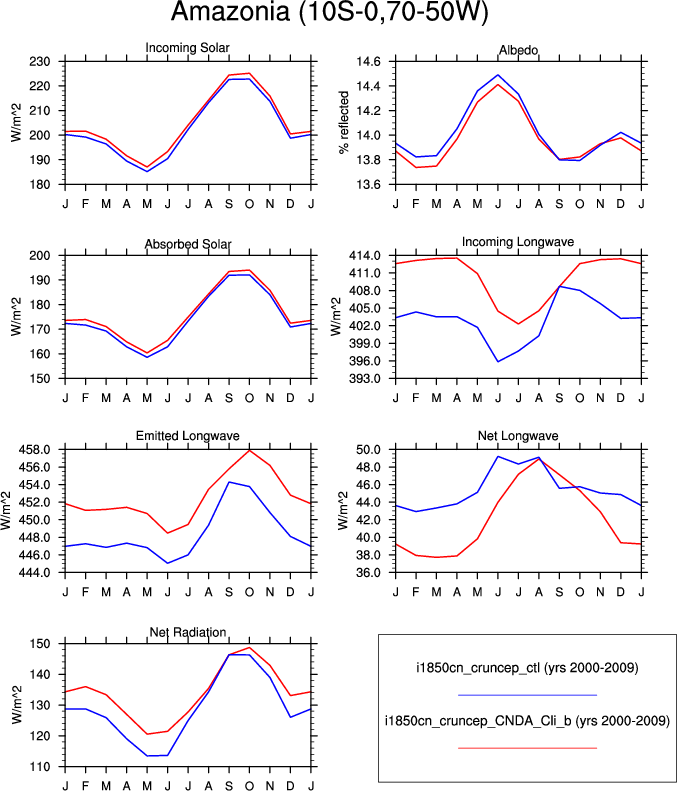 Amazonia (10S-0,70-50W)
Incoming Solar
W/m^2
230
220
210
200
190
180
J F M A M J J A S O N D J
Albedo
% reflected
14.6
14.4
14.2
14.0
13.8
13.6
J F M A M J J A S O N D J
Absorbed Solar
W/m^2
200
190
180
170
160
150
J F M A M J J A S O N D J
Incoming Longwave
W/m^2
414.0
411.0
408.0
405.0
402.0
399.0
396.0
393.0
J F M A M J J A S O N D J
Emitted Longwave
W/m^2
458.0
456.0
454.0
452.0
450.0
448.0
446.0
444.0
J F M A M J J A S O N D J
Net Longwave
W/m^2
50.0
48.0
46.0
44.0
42.0
40.0
38.0
36.0
J F M A M J J A S O N D J
Net Radiation
W/m^2
150
140
130
120
110
J F M A M J J A S O N D J
i1850cn_cruncep_ctl (yrs 2000-2009)
i1850cn_cruncep_CNDA_Cli_b (yrs 2000-2009)